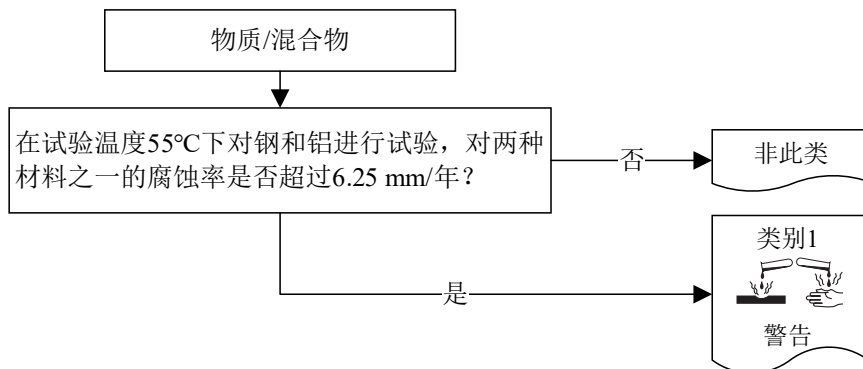 物质/混合物
在试验温度55°C下对钢和铝进行试验，对两种
材料之一的腐蚀率是否超过6.25 mm/年？
否
非此类
类别1
是
警告